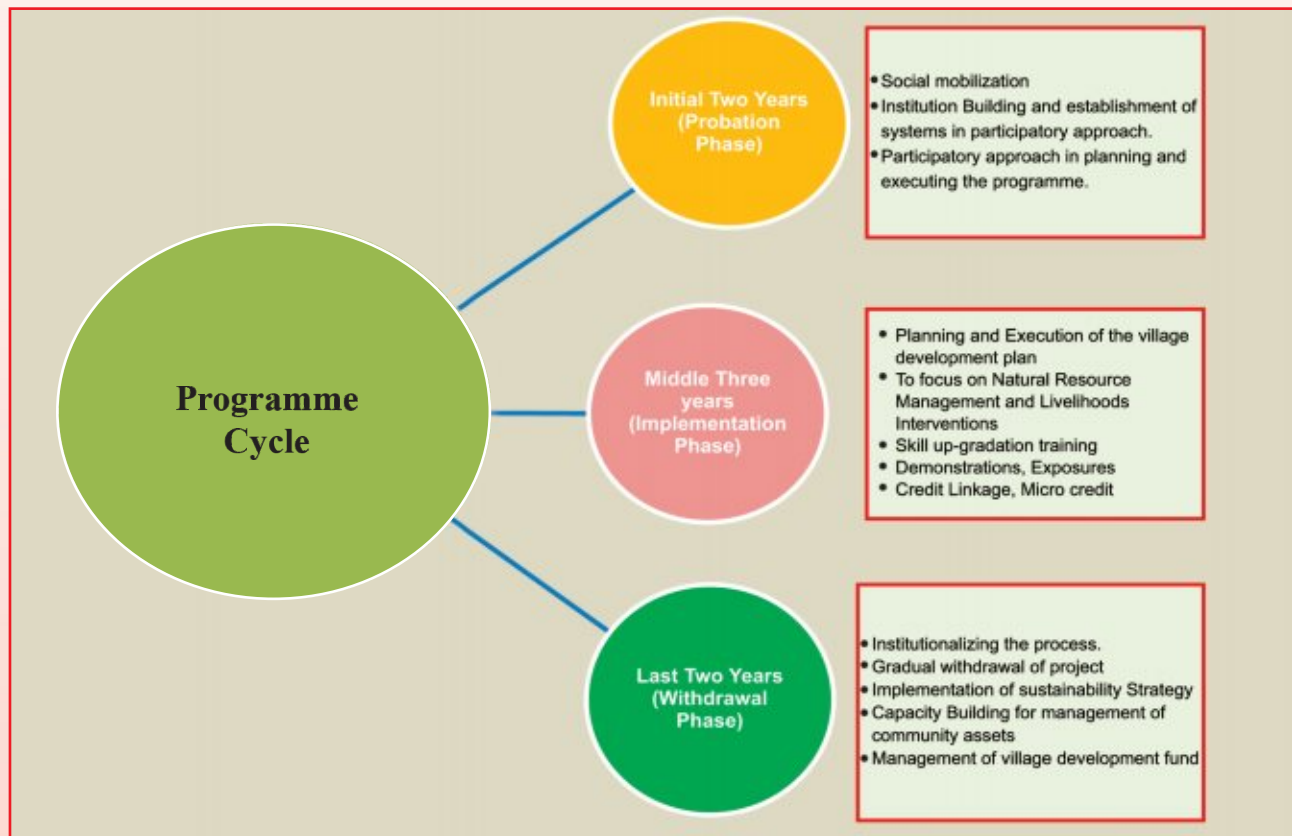 Programme
Cycle
Initial Two Years
(Probation
Phase)
• Social mobilization
• Institution Building and establishment of
systems in participatory approach.
• Participatory approach in planning and
executing the programme.
Middle Three
years
(Implementation
Phase)
• Planning and Execution of the village
development plan
• To focus on Natural Resource
Management and Livelihoods
Interventions
• Skill up-gradation training
• Demonstrations, Exposures
• Credit Linkage, Micro credit
Last Two Years
(Withdrawal
Phase)
• Institutionalizing the process.
• Gradual withdrawal of project
• Implementation of sustainability Strategy
• Capacity Building for management of
community assets
• Management of village development fund